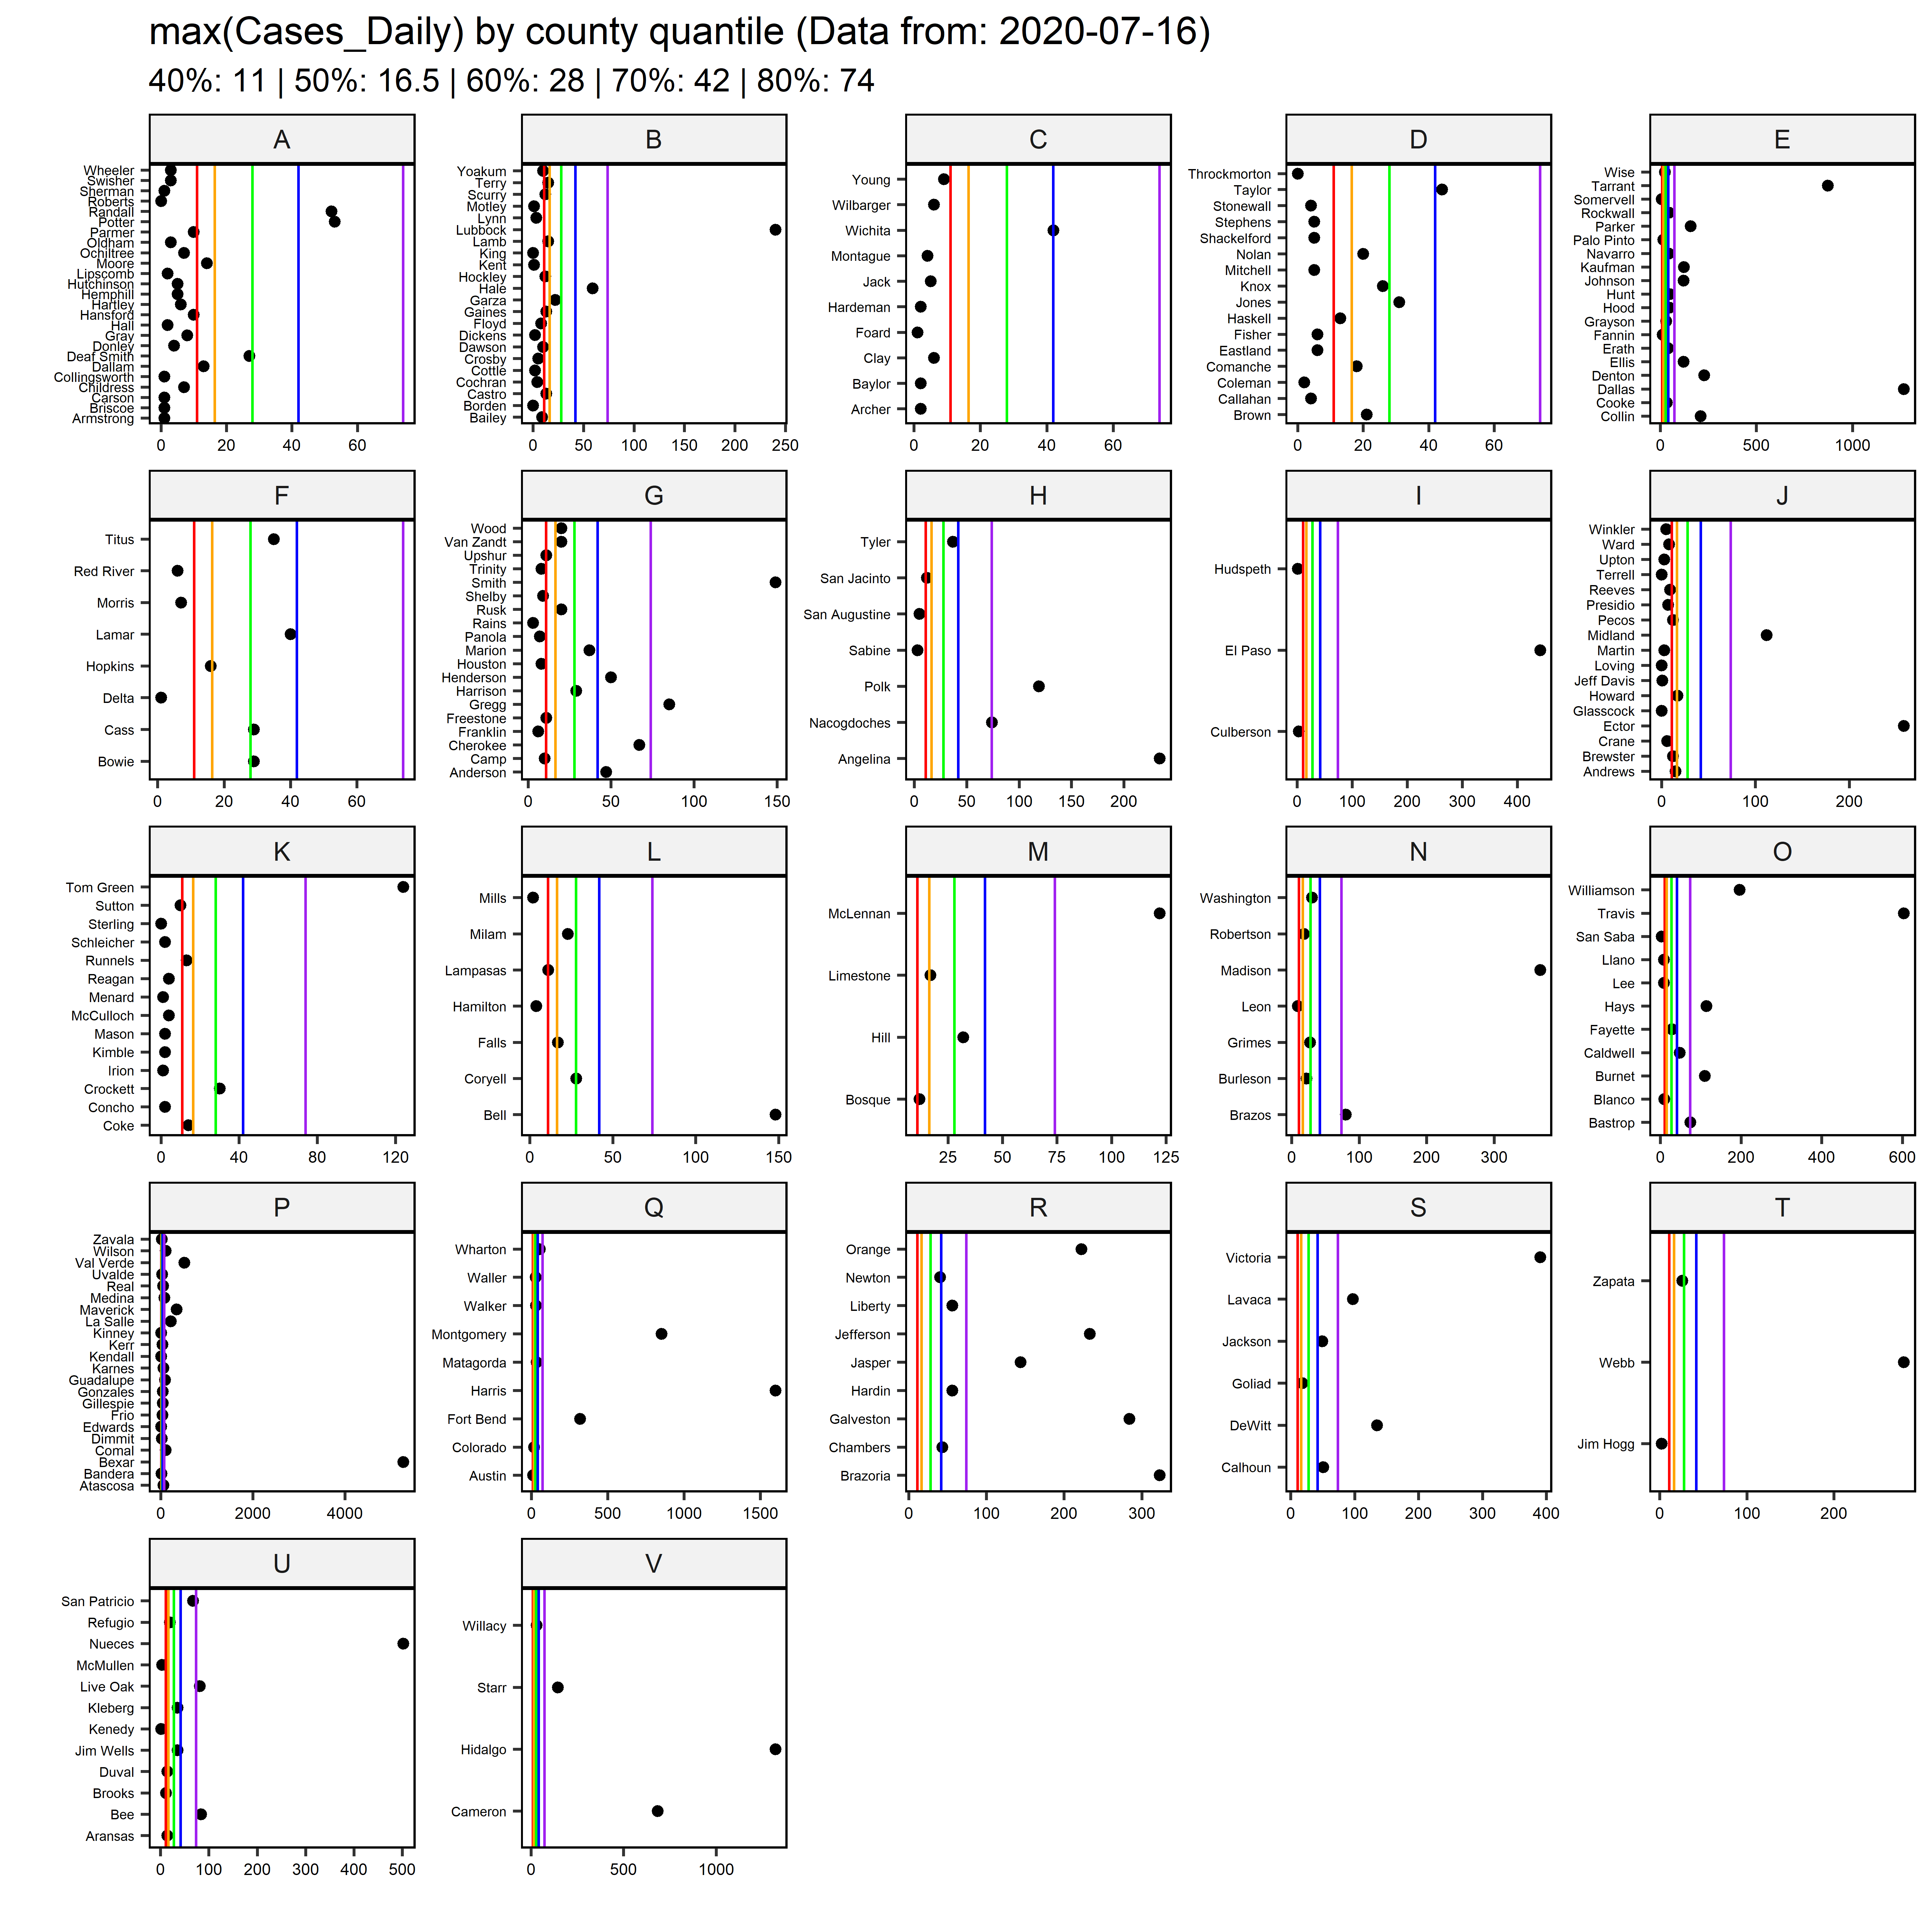 max(Cases_Daily) by county quantile (Data from: 2020-07-16)
40%: 11 | 50%: 16.5 | 60%: 28 | 70%: 42 | 80%: 74
A
Wheeler
Swisher
Sherman
Roberts
Randall
Potter
Parmer
Oldham
Ochiltree
Moore
Lipscomb
Hutchinson
Hemphill
Hartley
Hansford
Hall
Gray
Donley
Deaf Smith
Dallam
Collingsworth
Childress
Carson
Briscoe
Armstrong
0 20 40 60
B
Yoakum
Terry
Scurry
Motley
Lynn
Lubbock
Lamb
King
Kent
Hockley
Hale
Garza
Gaines
Floyd
Dickens
Dawson
Crosby
Cottle
Cochran
Castro
Borden
Bailey
0 50 100 150 200 250
C
Young
Wilbarger
Wichita
Montague
Jack
Hardeman
Foard
Clay
Baylor
Archer
0 20 40 60
D
Throckmorton
Taylor
Stonewall
Stephens
Shackelford
Nolan
Mitchell
Knox
Jones
Haskell
Fisher
Eastland
Comanche
Coleman
Callahan
Brown
0 20 40 60
E
Wise
Tarrant
Somervell
Rockwall
Parker
Palo Pinto
Navarro
Kaufman
Johnson
Hunt
Hood
Grayson
Fannin
Erath
Ellis
Denton
Dallas
Cooke
Collin
0 500 1000
F
Titus
Red River
Morris
Lamar
Hopkins
Delta
Cass
Bowie
0 20 40 60
G
Wood
Van Zandt
Upshur
Trinity
Smith
Shelby
Rusk
Rains
Panola
Marion
Houston
Henderson
Harrison
Gregg
Freestone
Franklin
Cherokee
Camp
Anderson
0 50 100 150
H
Tyler
San Jacinto
San Augustine
Sabine
Polk
Nacogdoches
Angelina
0 50 100 150 200
I
Hudspeth
El Paso
Culberson
0 100 200 300 400
J
Winkler
Ward
Upton
Terrell
Reeves
Presidio
Pecos
Midland
Martin
Loving
Jeff Davis
Howard
Glasscock
Ector
Crane
Brewster
Andrews
0 100 200
K
Tom Green
Sutton
Sterling
Schleicher
Runnels
Reagan
Menard
McCulloch
Mason
Kimble
Irion
Crockett
Concho
Coke
0 40 80 120
L
Mills
Milam
Lampasas
Hamilton
Falls
Coryell
Bell
0 50 100 150
M
McLennan
Limestone
Hill
Bosque
25 50 75 100 125
N
Washington
Robertson
Madison
Leon
Grimes
Burleson
Brazos
0 100 200 300
O
Williamson
Travis
San Saba
Llano
Lee
Hays
Fayette
Caldwell
Burnet
Blanco
Bastrop
0 200 400 600
P
Zavala
Wilson
Val Verde
Uvalde
Real
Medina
Maverick
La Salle
Kinney
Kerr
Kendall
Karnes
Guadalupe
Gonzales
Gillespie
Frio
Edwards
Dimmit
Comal
Bexar
Bandera
Atascosa
0 2000 4000
Q
Wharton
Waller
Walker
Montgomery
Matagorda
Harris
Fort Bend
Colorado
Austin
0 500 1000 1500
R
Orange
Newton
Liberty
Jefferson
Jasper
Hardin
Galveston
Chambers
Brazoria
0 100 200 300
S
Victoria
Lavaca
Jackson
Goliad
DeWitt
Calhoun
0 100 200 300 400
T
Zapata
Webb
Jim Hogg
0 100 200
U
San Patricio
Refugio
Nueces
McMullen
Live Oak
Kleberg
Kenedy
Jim Wells
Duval
Brooks
Bee
Aransas
0 100 200 300 400 500
V
Willacy
Starr
Hidalgo
Cameron
0 500 1000